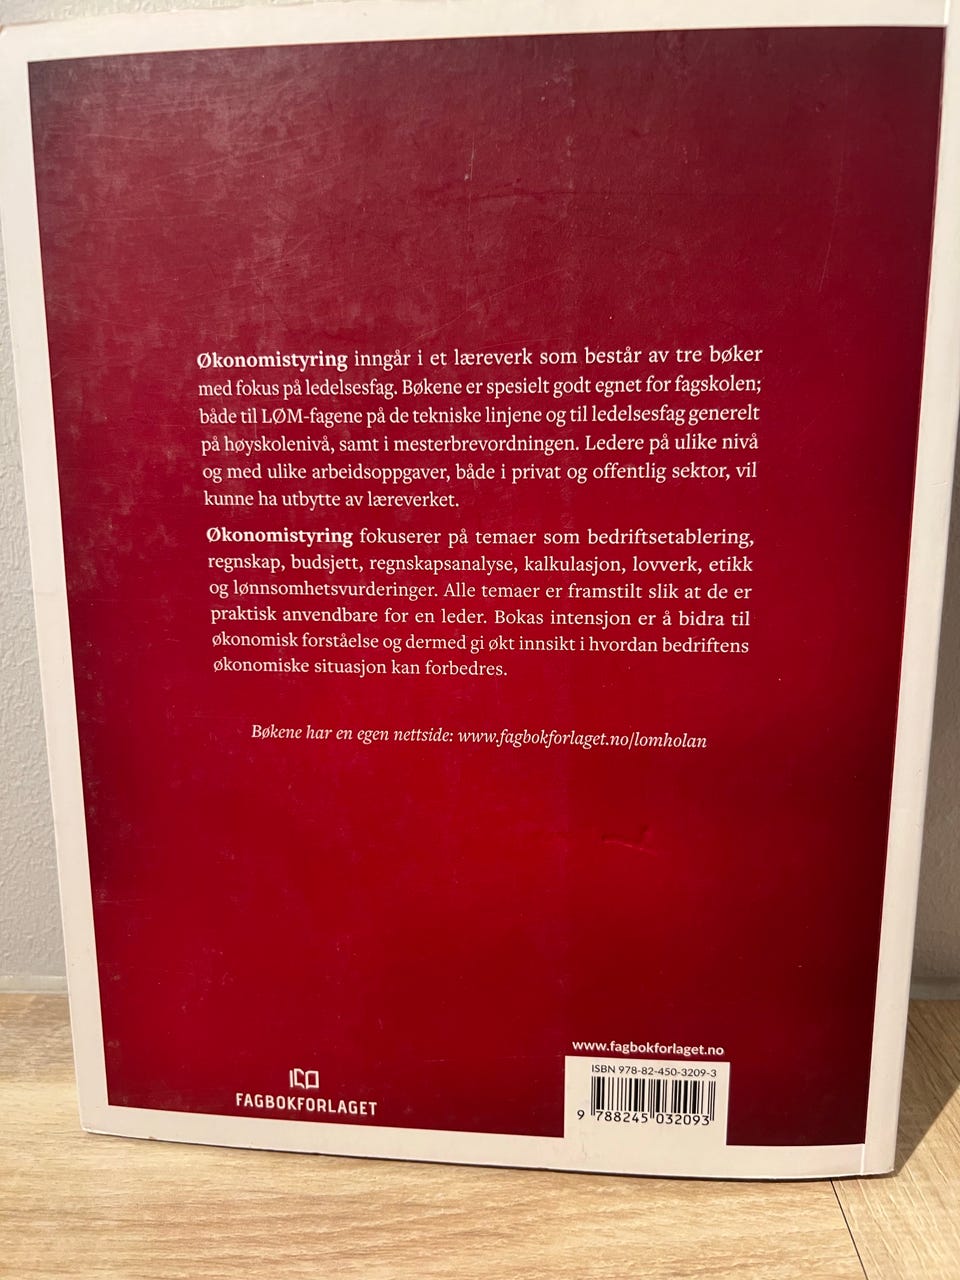 Økonomistyring inngår i et læreverk som består av tre bøker
med fokus på ledelsesfag. Bøkene er spesielt godt egnet for fagskolen;
både til LØM-fagene på de tekniske linjene og til ledelsesfag generelt
på høyskolenivå, samt i mesterbrevordningen. Ledere på ulike nivå
og med ulike arbeidsoppgaver, både i privat og offentlig sektor, vil
kunne ha utbytte av læreverket.
Økonomistyring fokuserer på temaer som bedriftsetablering,
regnskap, budsjett, regnskapsanalyse, kalkulasjon, lovverk, etikk
og lønnsomhetsvurderinger. Alle temaer er framstilt slik at de er
praktisk anvendbare for en leder. Bokas intensjon er å bidra til
økonomisk forståelse og dermed gi økt innsikt i hvordan bedriftens
økonomiske situasjon kan forbedres.
Bøkene har en egen nettside: www.fagbokforlaget.no/lomholan
www.fagbokforlaget.no
ISBN 978-82-450-3209-3
9 788245 032093
FAGBOKFORLAGET